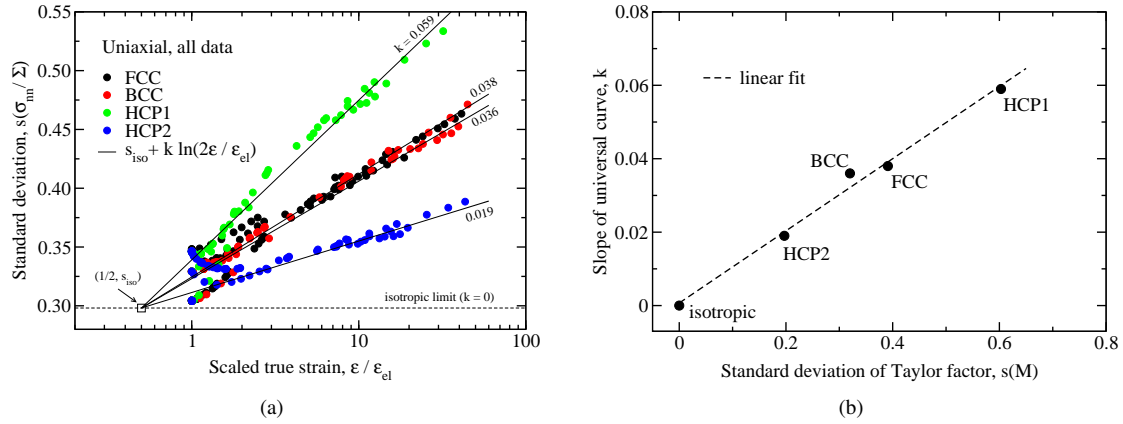 0.55
0.50
0.45
0.40
0.35
0.30
Standard deviation, s(σnn / Σ)
Uniaxial, all data
FCC
BCC
HCP1
HCP2
s_iso + k ln(2ε / ε_el)
k = 0.059
0.038
0.036
0.019
(1/2, s_iso)
isotropic limit (k = 0)
1
10
100
Scaled true strain, ε / ε_el
(a)
0.08
0.06
0.04
0.02
0
Slope of universal curve, k
linear fit
HCP1
BCC
FCC
HCP2
isotropic
0
0.2
0.4
0.6
0.8
Standard deviation of Taylor factor, s(M)
(b)